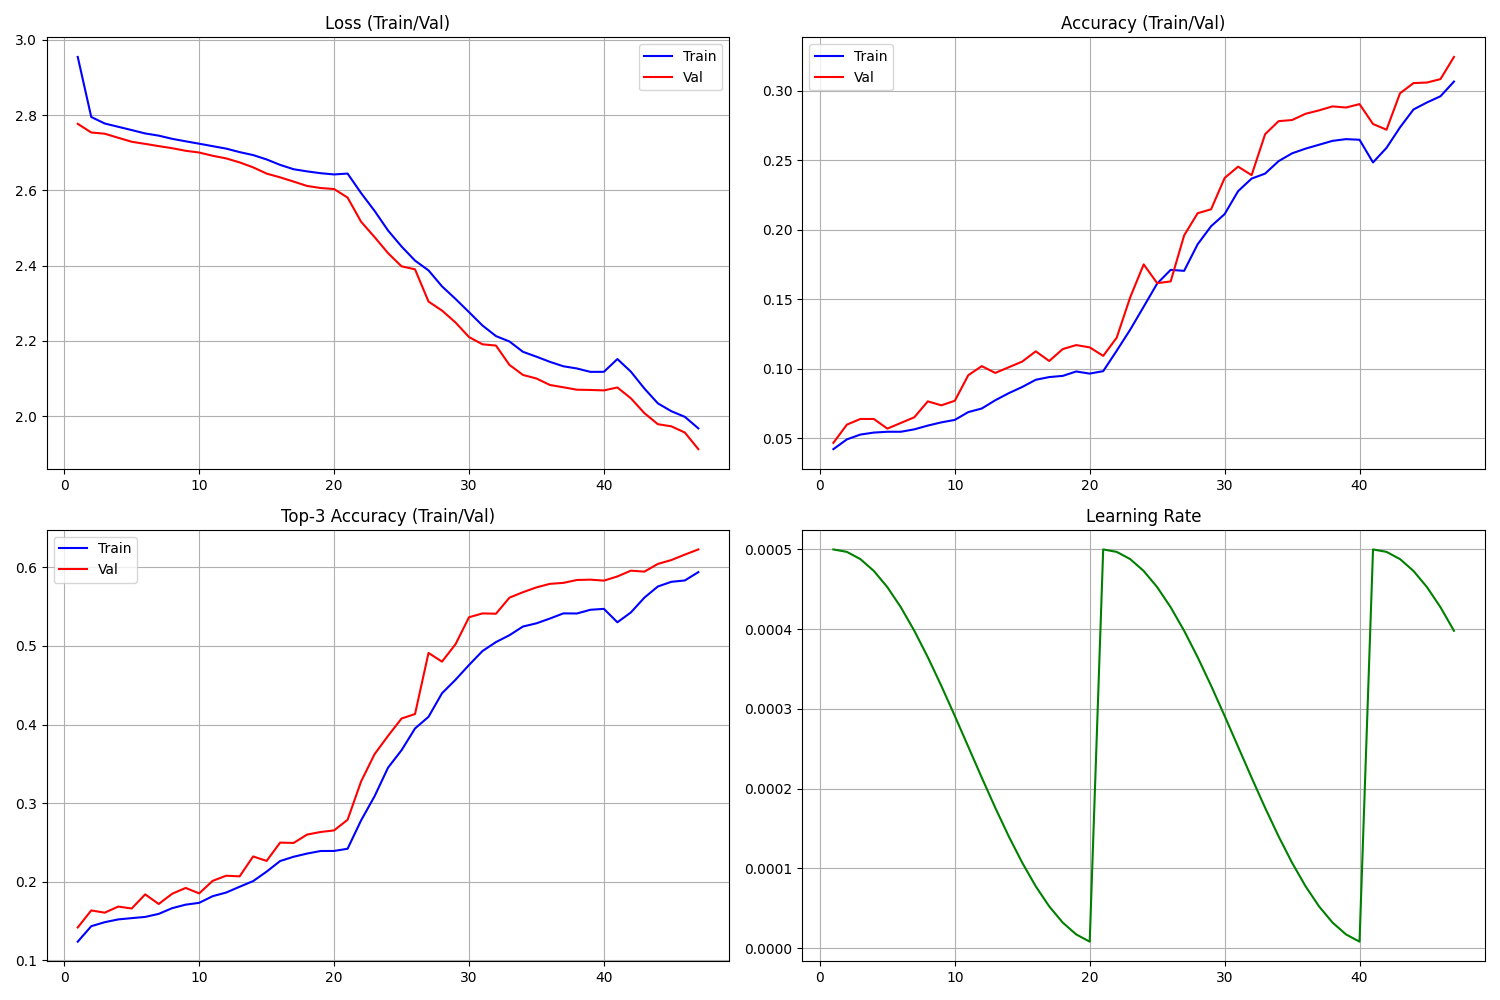 Loss (Train/Val)
3.0
2.8
2.6
2.4
2.2
2.0
0 10 20 30 40
Train
Val
Accuracy (Train/Val)
0.30
0.25
0.20
0.15
0.10
0.05
0 10 20 30 40
Train
Val
Top-3 Accuracy (Train/Val)
0.6
0.5
0.4
0.3
0.2
0.1
0 10 20 30 40
Train
Val
Learning Rate
0.0005
0.0004
0.0003
0.0002
0.0001
0.0000
0 10 20 30 40